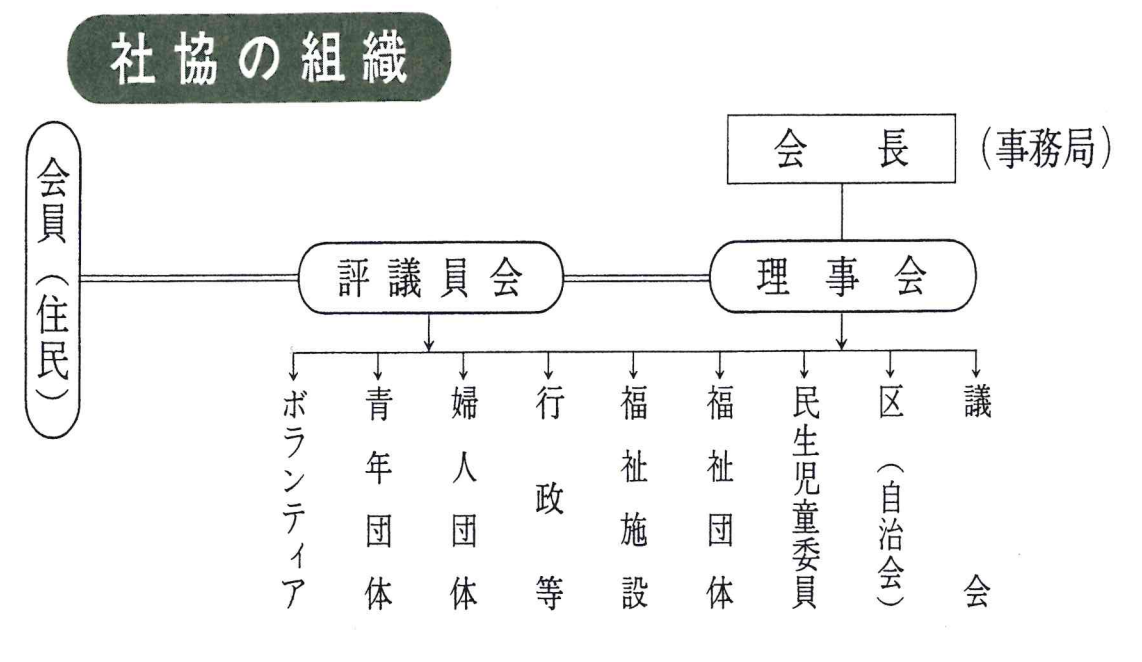 社協の組織
会長
(事務局)
理事会
評議員会
会員(住民)
議会
区(自治会)
民生児童委員
福祉団体
福祉施設
行政等
婦人団体
青年団体
ボランティア